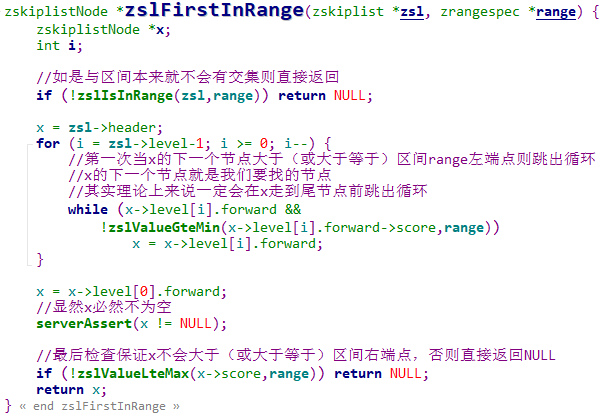 zskiplistNode *zslFirstInRange(zskiplist *zsl, zrangespec *range) {
zskiplistNode *x;
int i;
//如是与区间本来就不会有交集则直接返回
if (!zslIsInRange(zsl,range)) return NULL;
x = zsl->header;
for (i = zsl->level-1; i >= 0; i--) {
//第一次当x的下一个节点大于（或大于等于）区间range左端点则跳出循环
//x的下一个节点就是我们要找的节点
//其实理论上来说一定会在x走到尾节点前跳出循环
while (x->level[i].forward &&
!zslValueGteMin(x->level[i].forward->score,range))
x = x->level[i].forward;
}
x = x->level[0].forward;
//显然x必然不为空
serverAssert(x != NULL);
//最后检查保证x不会大于（或大于等于）区间右端点，否则直接返回NULL
if (!zslValueLteMax(x->score,range)) return NULL;
return x;
} « end zslFirstInRange »